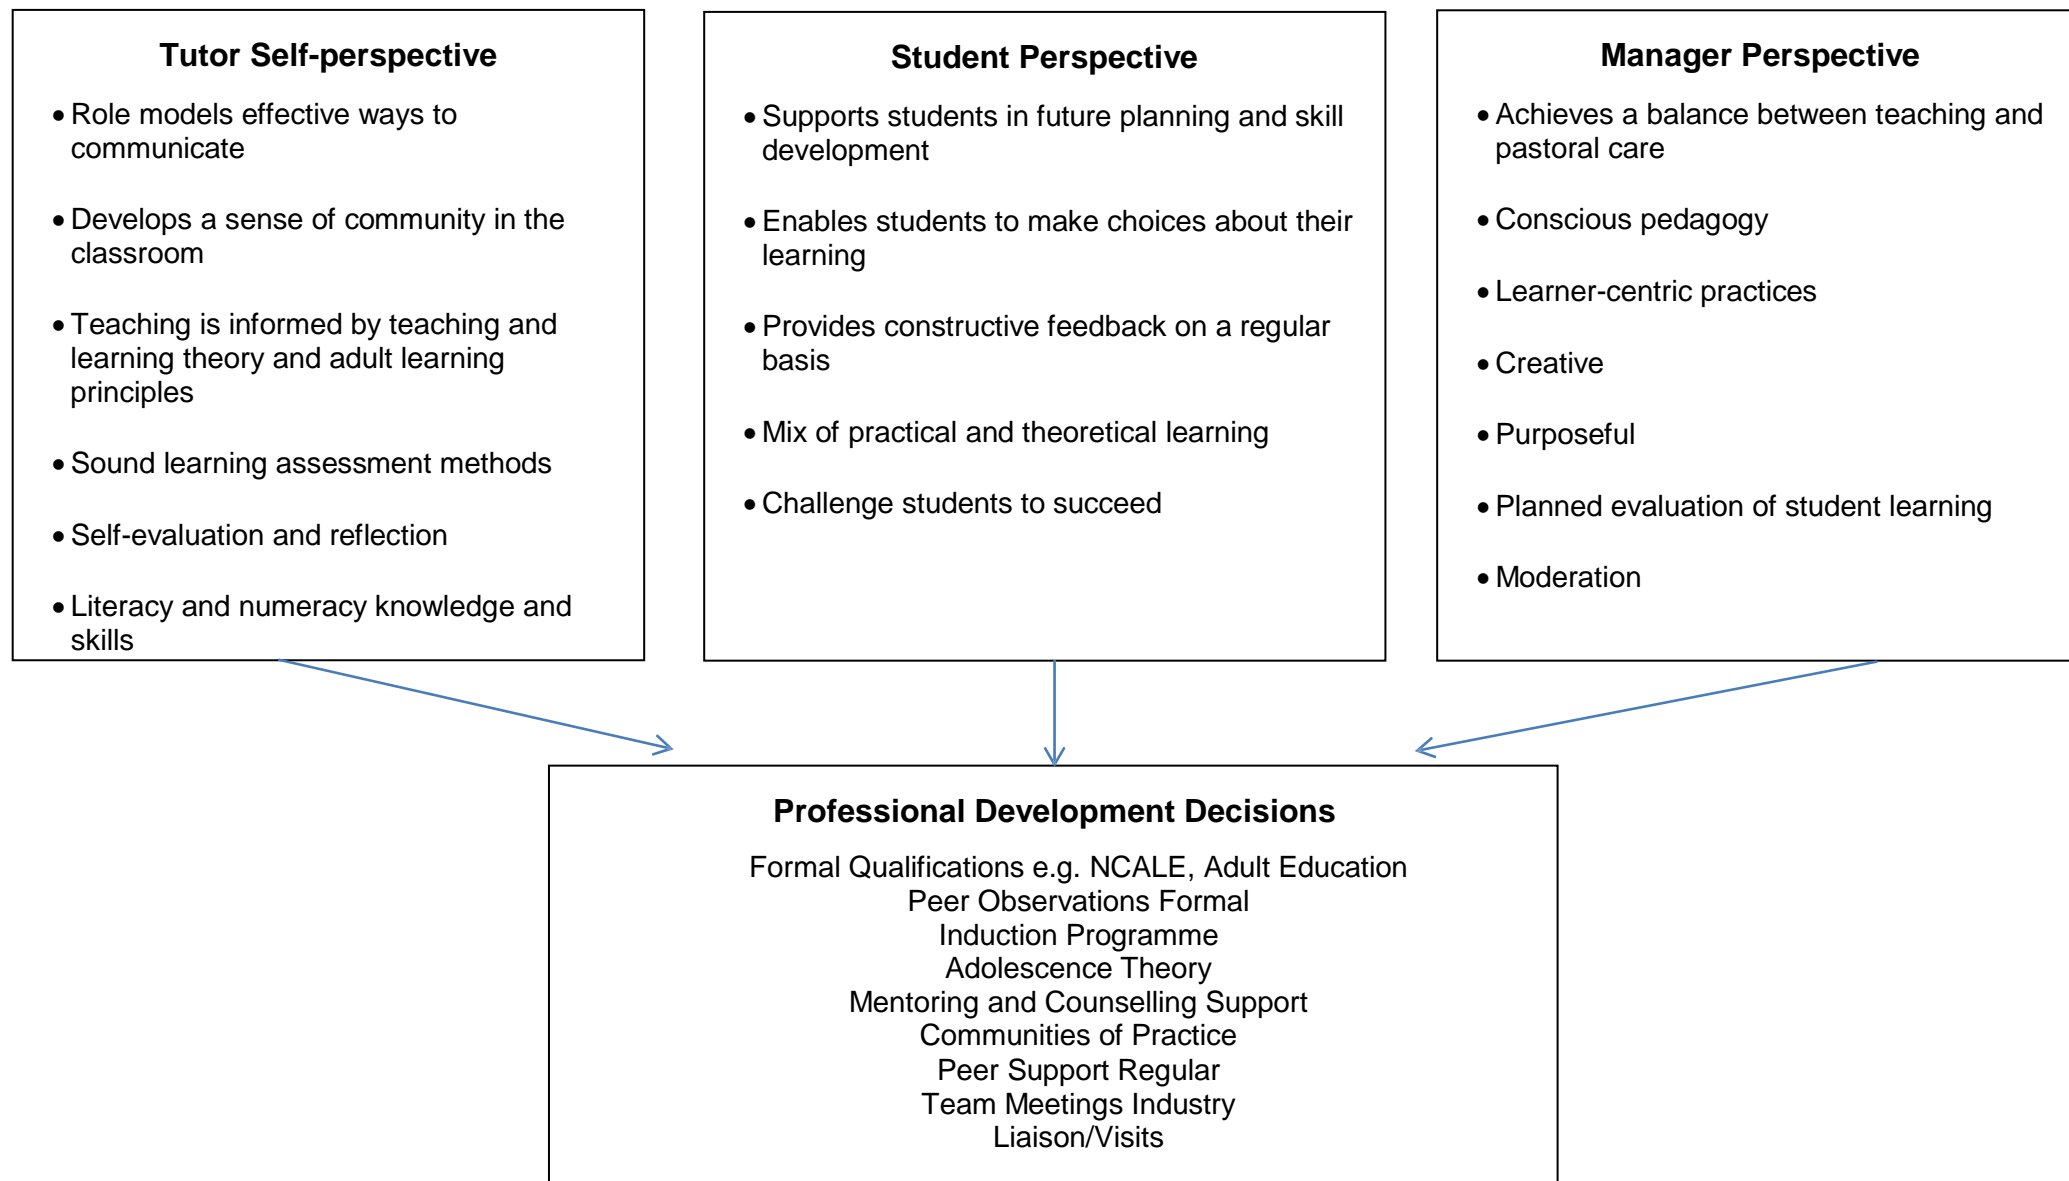 Tutor Self-perspective
• Role models effective ways to
communicate
• Develops a sense of community in the
classroom
• Teaching is informed by teaching and
learning theory and adult learning
principles
• Sound learning assessment methods
• Self-evaluation and reflection
• Literacy and numeracy knowledge and
skills
Student Perspective
• Supports students in future planning and skill
development
• Enables students to make choices about their
learning
• Provides constructive feedback on a regular
basis
• Mix of practical and theoretical learning
• Challenge students to succeed
Manager Perspective
• Achieves a balance between teaching and
pastoral care
• Conscious pedagogy
• Learner-centric practices
• Creative
• Purposeful
• Planned evaluation of student learning
• Moderation
Professional Development Decisions
Formal Qualifications e.g. NCALE, Adult Education
Peer Observations Formal
Induction Programme
Adolescence Theory
Mentoring and Counselling Support
Communities of Practice
Peer Support Regular
Team Meetings Industry
Liaison/Visits